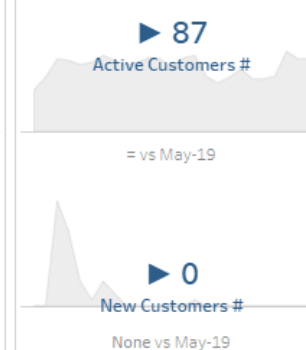 ▶ 87
Active Customers #
= vs May-19
▶ 0
New Customers #
None vs May-19